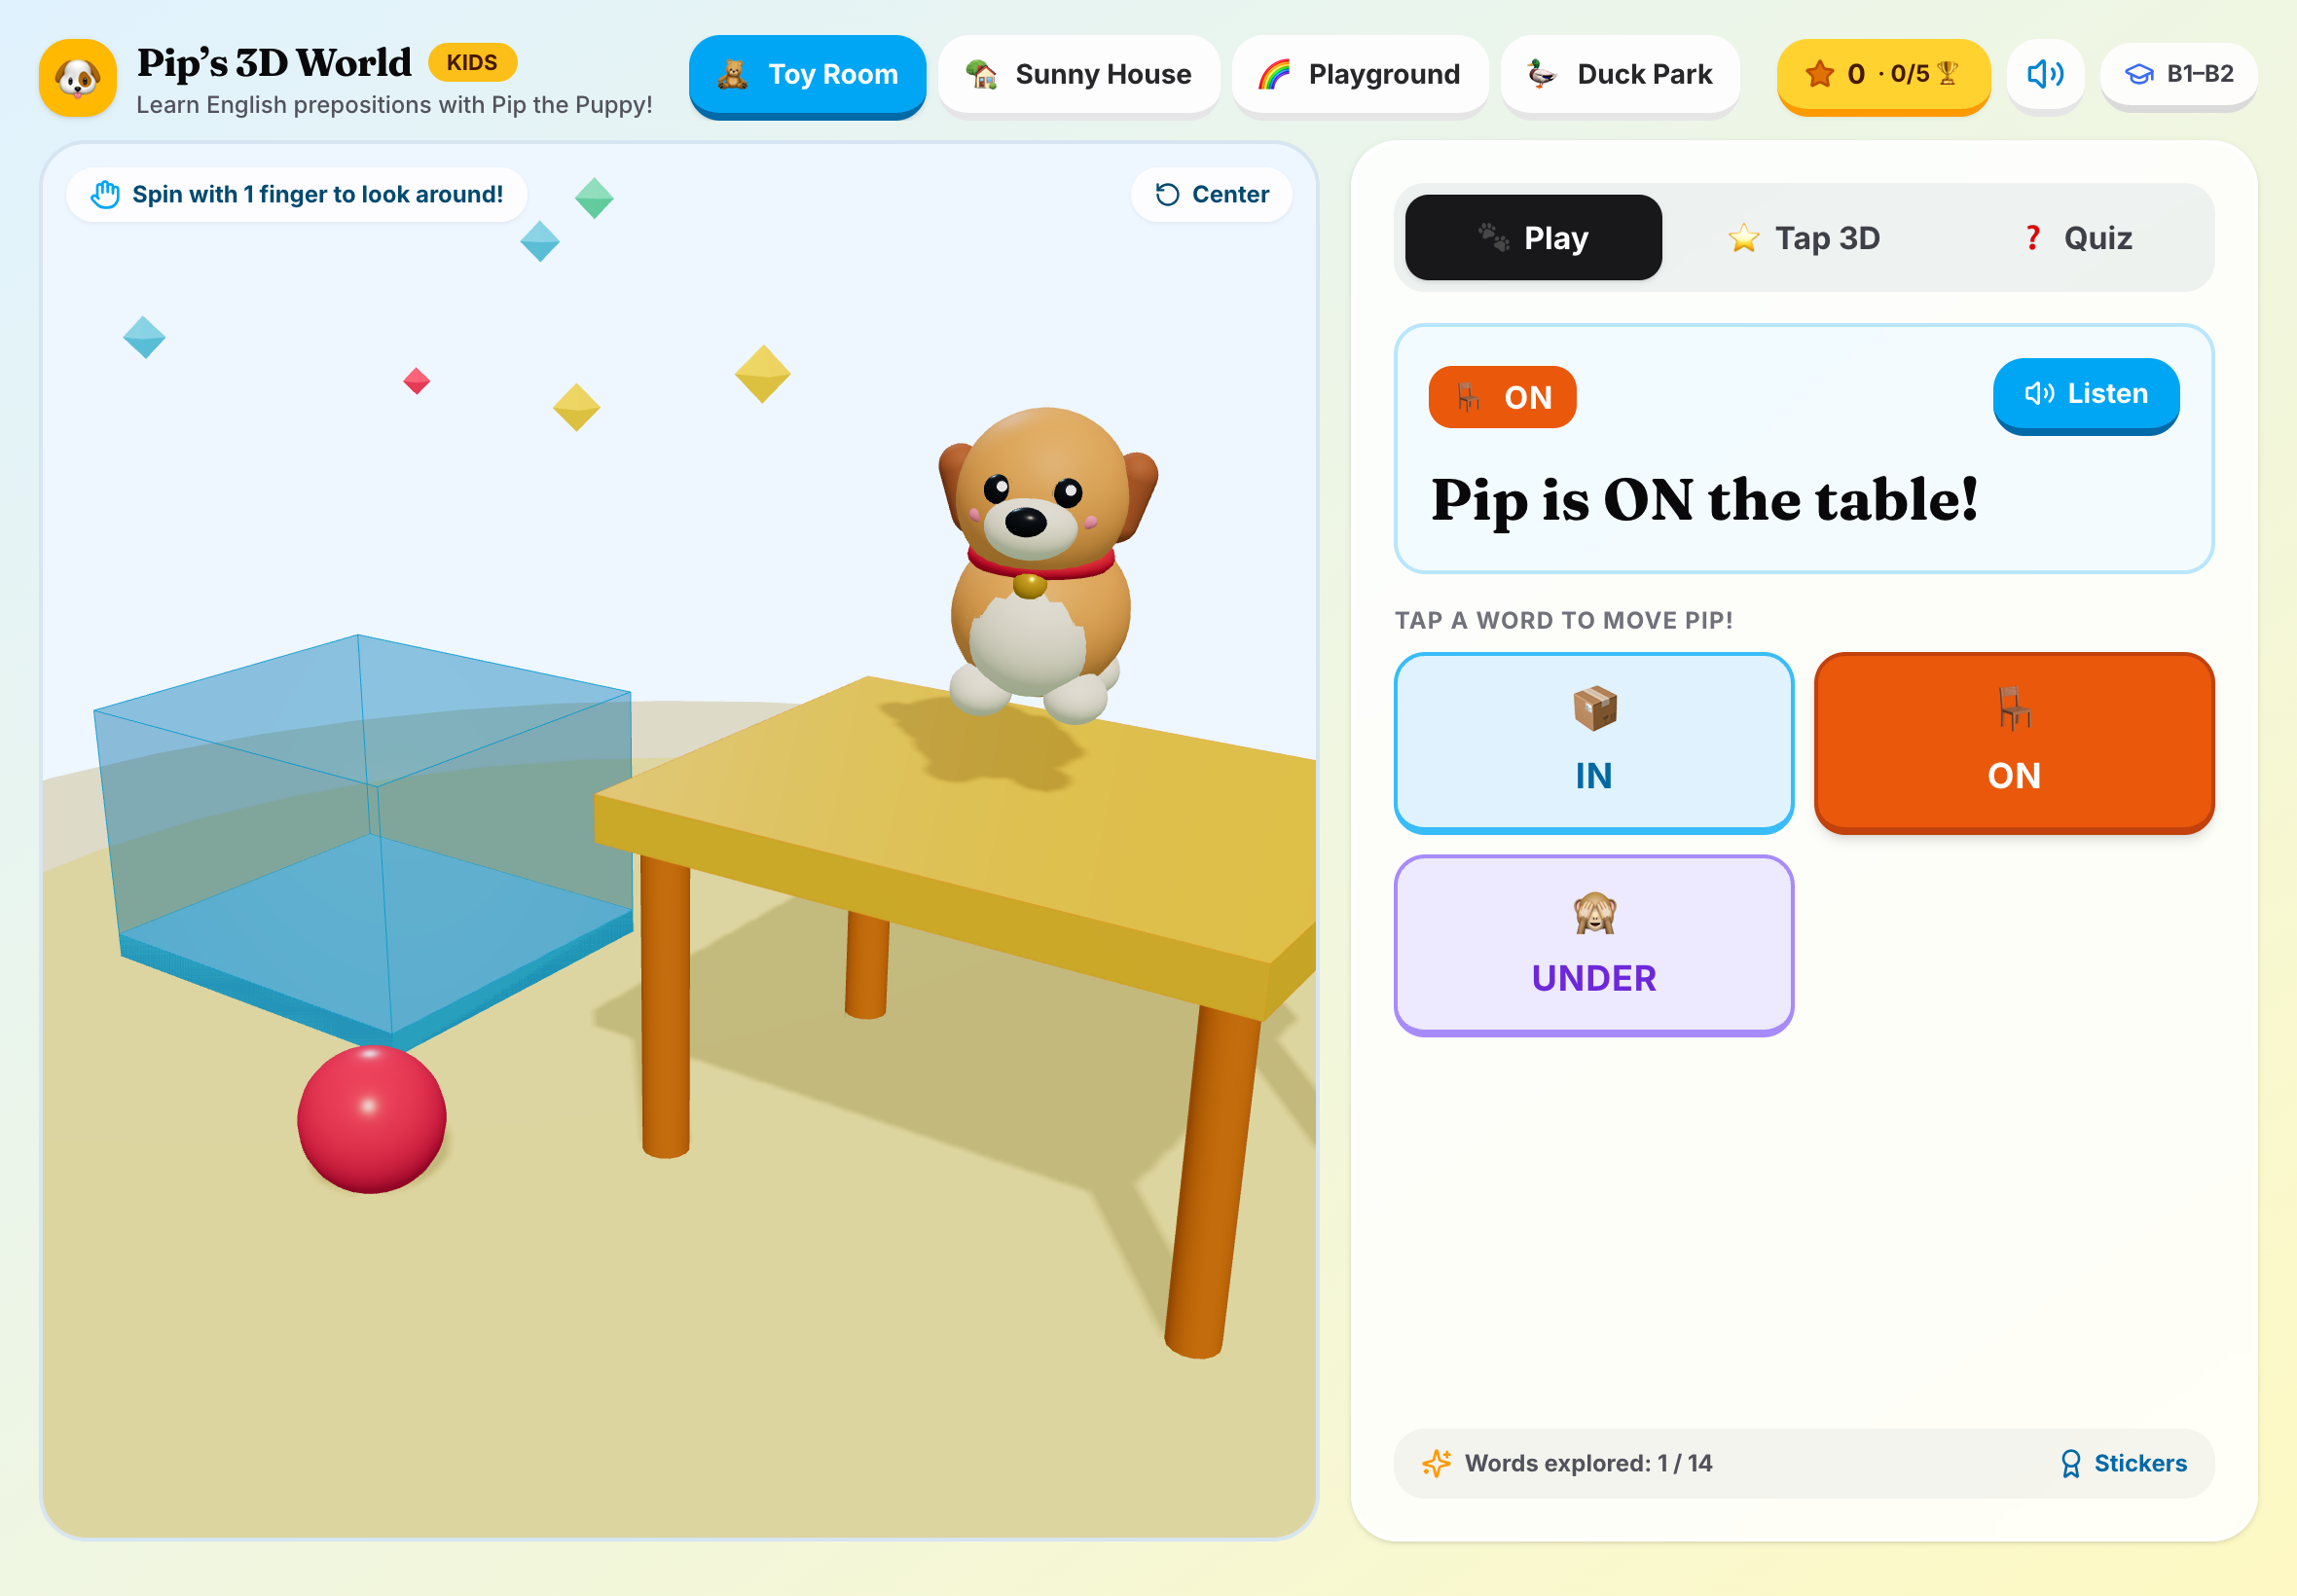 Pip's 3D World KIDS
Learn English prepositions with Pip the Puppy!
Toy Room
Sunny House
Playground
Duck Park
0 · 0/5
B1–B2
Spin with 1 finger to look around!
Center
Play
Tap 3D
? Quiz
ON
Listen
Pip is ON the table!
TAP A WORD TO MOVE PIP!
IN
ON
UNDER
Words explored: 1 / 14
Stickers